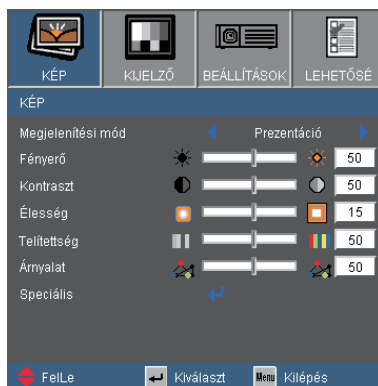 KÉP KIJELZŐ BEÁLLÍTÁSOK LEHETŐSÉ
KÉP
Megjelenítési mód Prezentáció
Fényerő 50
Kontraszt 50
Élesség 15
Telítettség 50
Árnyalat 50
Speciális
FelLe Kiválaszt Menu Kilépés